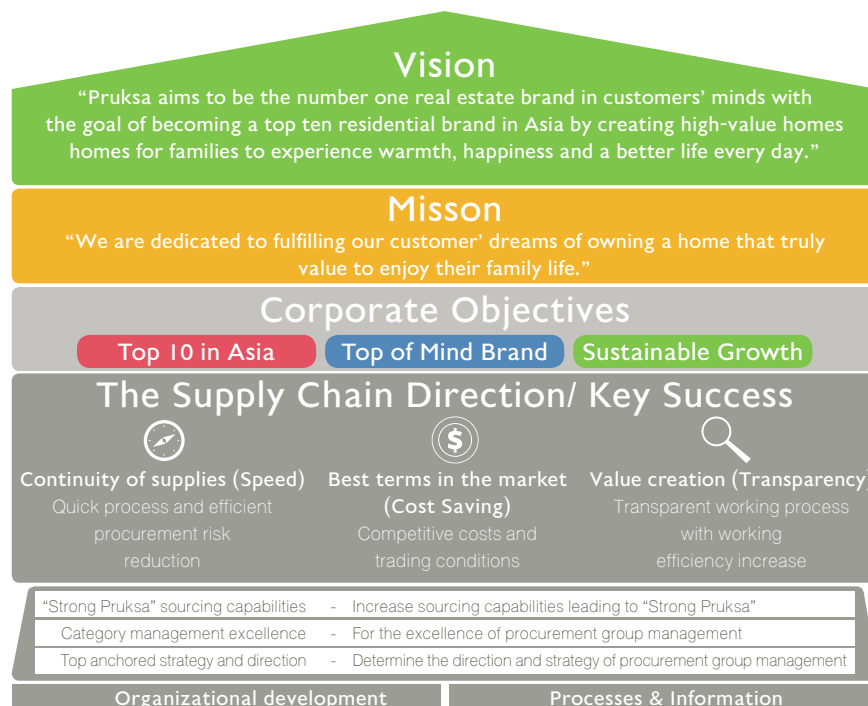 Vision
“Pruksa aims to be the number one real estate brand in customers’ minds with
the goal of becoming a top ten residential brand in Asia by creating high-value homes
homes for families to experience warmth, happiness and a better life every day.”
Misson
“We are dedicated to fulfilling our customer’ dreams of owning a home that truly
value to enjoy their family life.”
Corporate Objectives
Top 10 in Asia
Top of Mind Brand
Sustainable Growth
The Supply Chain Direction/ Key Success
$
Continuity of supplies (Speed)
Quick process and efficient
procurement risk
reduction
Best terms in the market
(Cost Saving)
Competitive costs and
trading conditions
Value creation (Transparency)
Transparent working process
with working
efficiency increase
“Strong Pruksa” sourcing capabilities - Increase sourcing capabilities leading to “Strong Pruksa”
Category management excellence - For the excellence of procurement group management
Top anchored strategy and direction - Determine the direction and strategy of procurement group management
Organizational development
Processes & Information